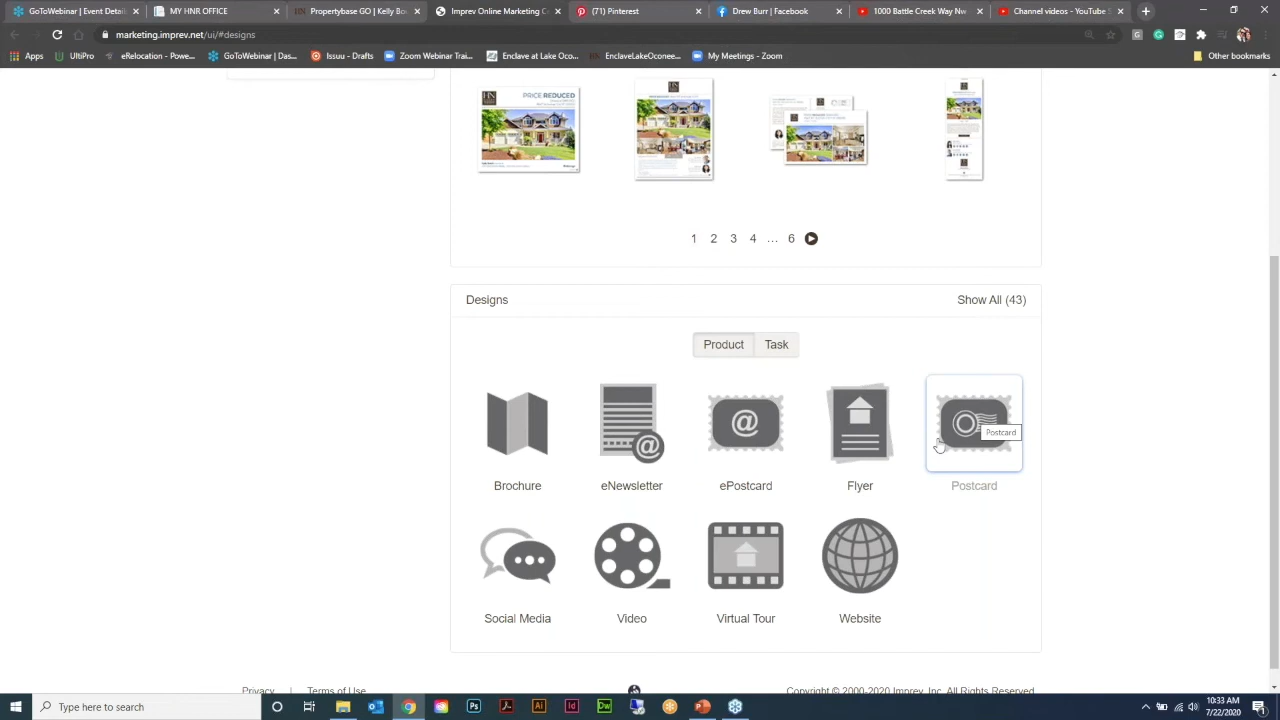 GoToWebinar | Event Detail
MY HNR OFFICE
Propertybase GO | Kelly Bo
Imprev Online Marketing C
(71) Pinterest
Drew Burr | Facebook
1000 Battle Creek Way Nw
Channel videos - YouTube S
marketing.imprev.net/ui/#designs
Apps
UltiPro
eRelocation - Powe...
GoToWebinar | Das...
Issuu - Drafts
Zoom Webinar Trai...
Enclave at Lake Oco...
EnclaveLakeOconee...
My Meetings - Zoom
Other bookmarks
PRICE REDUCED
1 2 3 4 ... 6
Designs
Show All (43)
Product
Task
Postcard
Brochure
eNewsletter
ePostcard
Flyer
Postcard
Social Media
Video
Virtual Tour
Website
Privacy | Terms of Use
Copyright © 2000-2020 Imprev, Inc. All Rights Reserved
Type here to search
10:33 AM
7/22/2020